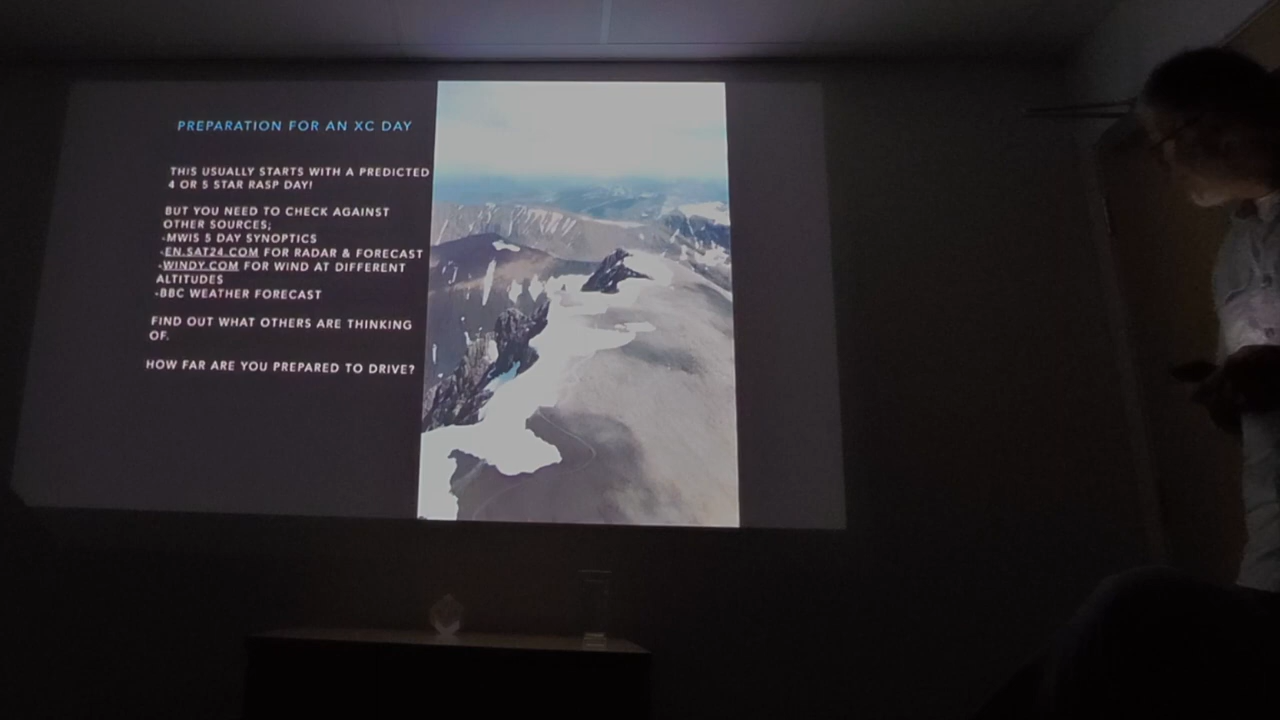 PREPARATION FOR AN XC DAY
THIS USUALLY STARTS WITH A PREDICTED
4 OR 5 STAR RASP DAY!
BUT YOU NEED TO CHECK AGAINST
OTHER SOURCES;
-MWIS 5 DAY SYNOPTICS
-EN.SAT24.COM FOR RADAR & FORECAST
-WINDY.COM FOR WIND AT DIFFERENT
ALTITUDES
-BBC WEATHER FORECAST
FIND OUT WHAT OTHERS ARE THINKING
OF.
HOW FAR ARE YOU PREPARED TO DRIVE?